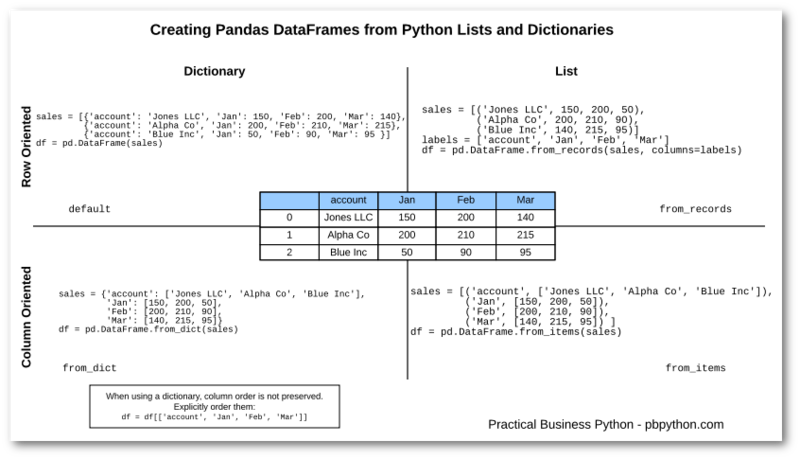 Creating Pandas DataFrames from Python Lists and Dictionaries
Dictionary
List
Row Oriented
sales = [{'account': 'Jones LLC', 'Jan': 150, 'Feb': 200, 'Mar': 140},
{'account': 'Alpha Co', 'Jan': 200, 'Feb': 210, 'Mar': 215},
{'account': 'Blue Inc', 'Jan': 50, 'Feb': 90, 'Mar': 95 }]
df = pd.DataFrame(sales)
default
sales = [('Jones LLC', 150, 200, 50),
('Alpha Co', 200, 210, 90),
('Blue Inc', 140, 215, 95)]
labels = ['account', 'Jan', 'Feb', 'Mar']
df = pd.DataFrame.from_records(sales, columns=labels)
from_records
account Jan Feb Mar
0 Jones LLC 150 200 140
1 Alpha Co 200 210 215
2 Blue Inc 50 90 95
Column Oriented
sales = {'account': ['Jones LLC', 'Alpha Co', 'Blue Inc'],
'Jan': [150, 200, 50],
'Feb': [200, 210, 90],
'Mar': [140, 215, 95]}
df = pd.DataFrame.from_dict(sales)
from_dict
sales = [('account', ['Jones LLC', 'Alpha Co', 'Blue Inc']),
('Jan', [150, 200, 50]),
('Feb', [200, 210, 90]),
('Mar', [140, 215, 95]) ]
df = pd.DataFrame.from_items(sales)
from_items
When using a dictionary, column order is not preserved.
Explicitly order them:
df = df[['account', 'Jan', 'Feb', 'Mar']]
Practical Business Python - pbpython.com